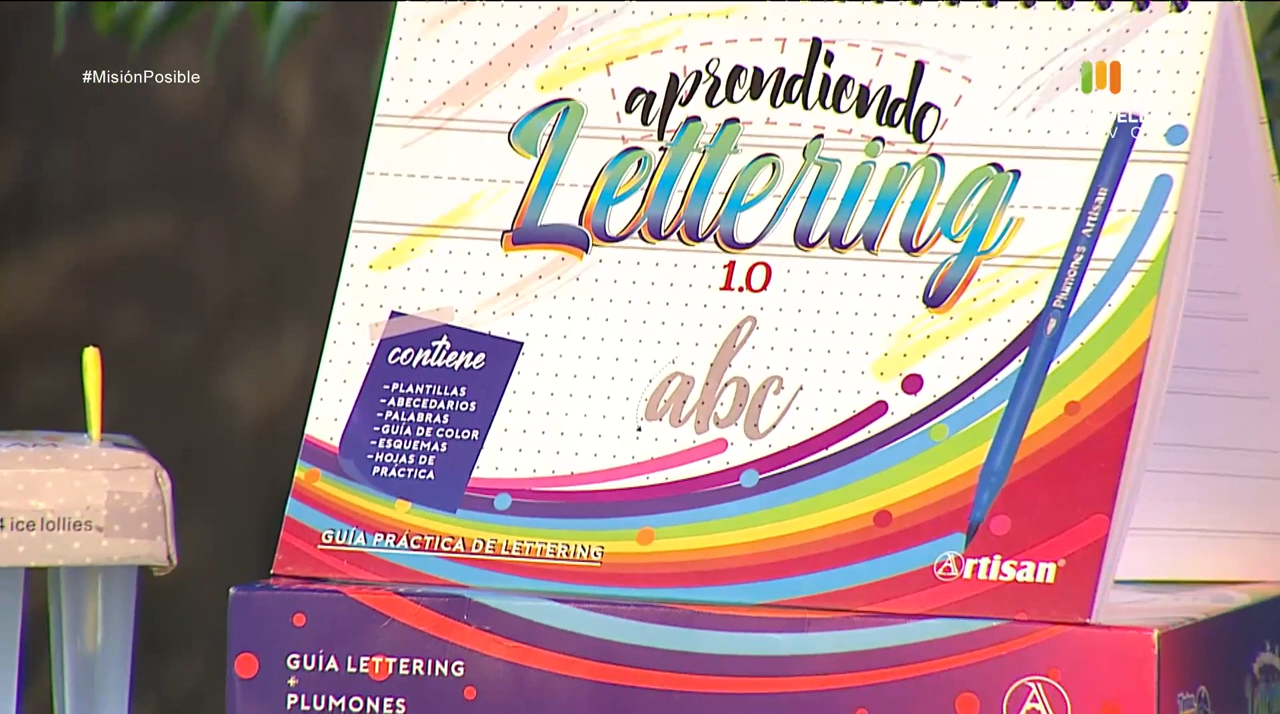 #MisiónPosible
aprendiendo
Lettering
1.0
abc
contiene
-PLANTILLAS
-ABECEDARIOS
-PALABRAS
-GUÍA DE COLOR
-ESQUEMAS
-HOJAS DE
PRÁCTICA
Plumones Artisan
GUÍA PRÁCTICA DE LETTERING
Artisan
4 ice lollies
GUÍA LETTERING
+
PLUMONES